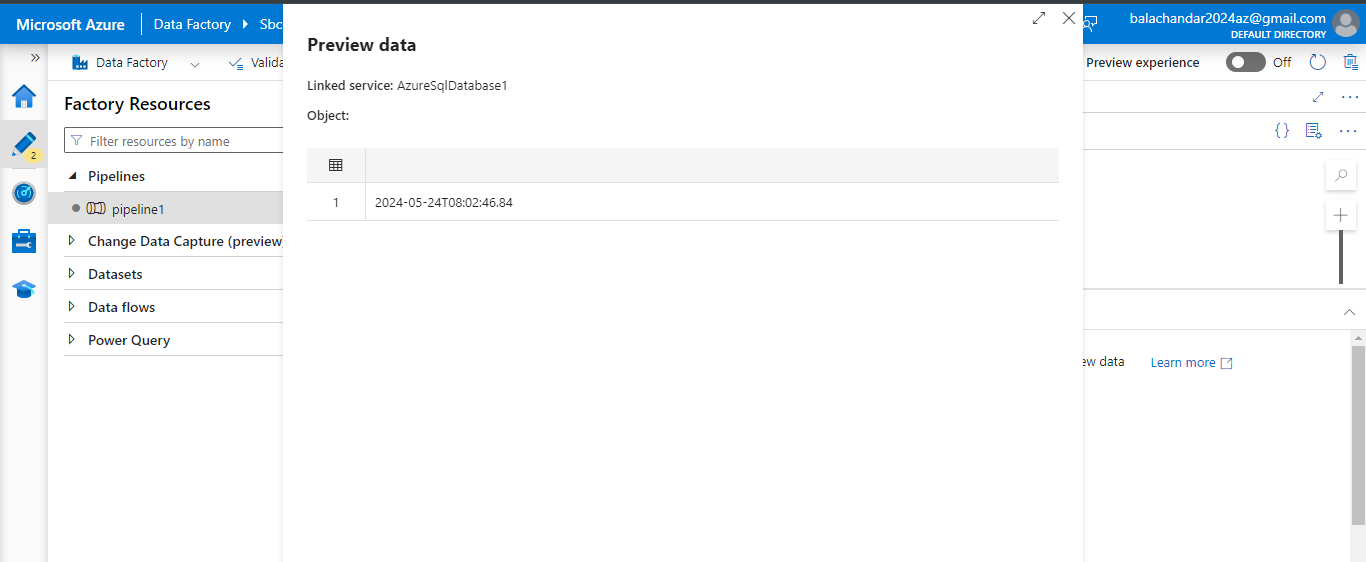 Microsoft Azure
Data Factory
Sbc
balachandar2024az@gmail.com
DEFAULT DIRECTORY
Data Factory
Valida
Preview experience
Off
Factory Resources
Filter resources by name
Pipelines
pipeline1
Change Data Capture (preview
Datasets
Data flows
Power Query
2
Preview data
Linked service: AzureSqlDatabase1
Object:
1
2024-05-24T08:02:46.84
ew data
Learn more